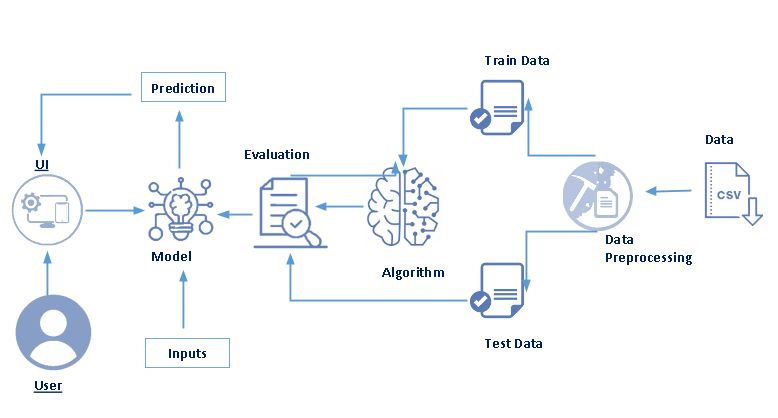 Train Data
Prediction
Data
Evaluation
UI
CSV
Model
Algorithm
Data
Preprocessing
Inputs
Test Data
User